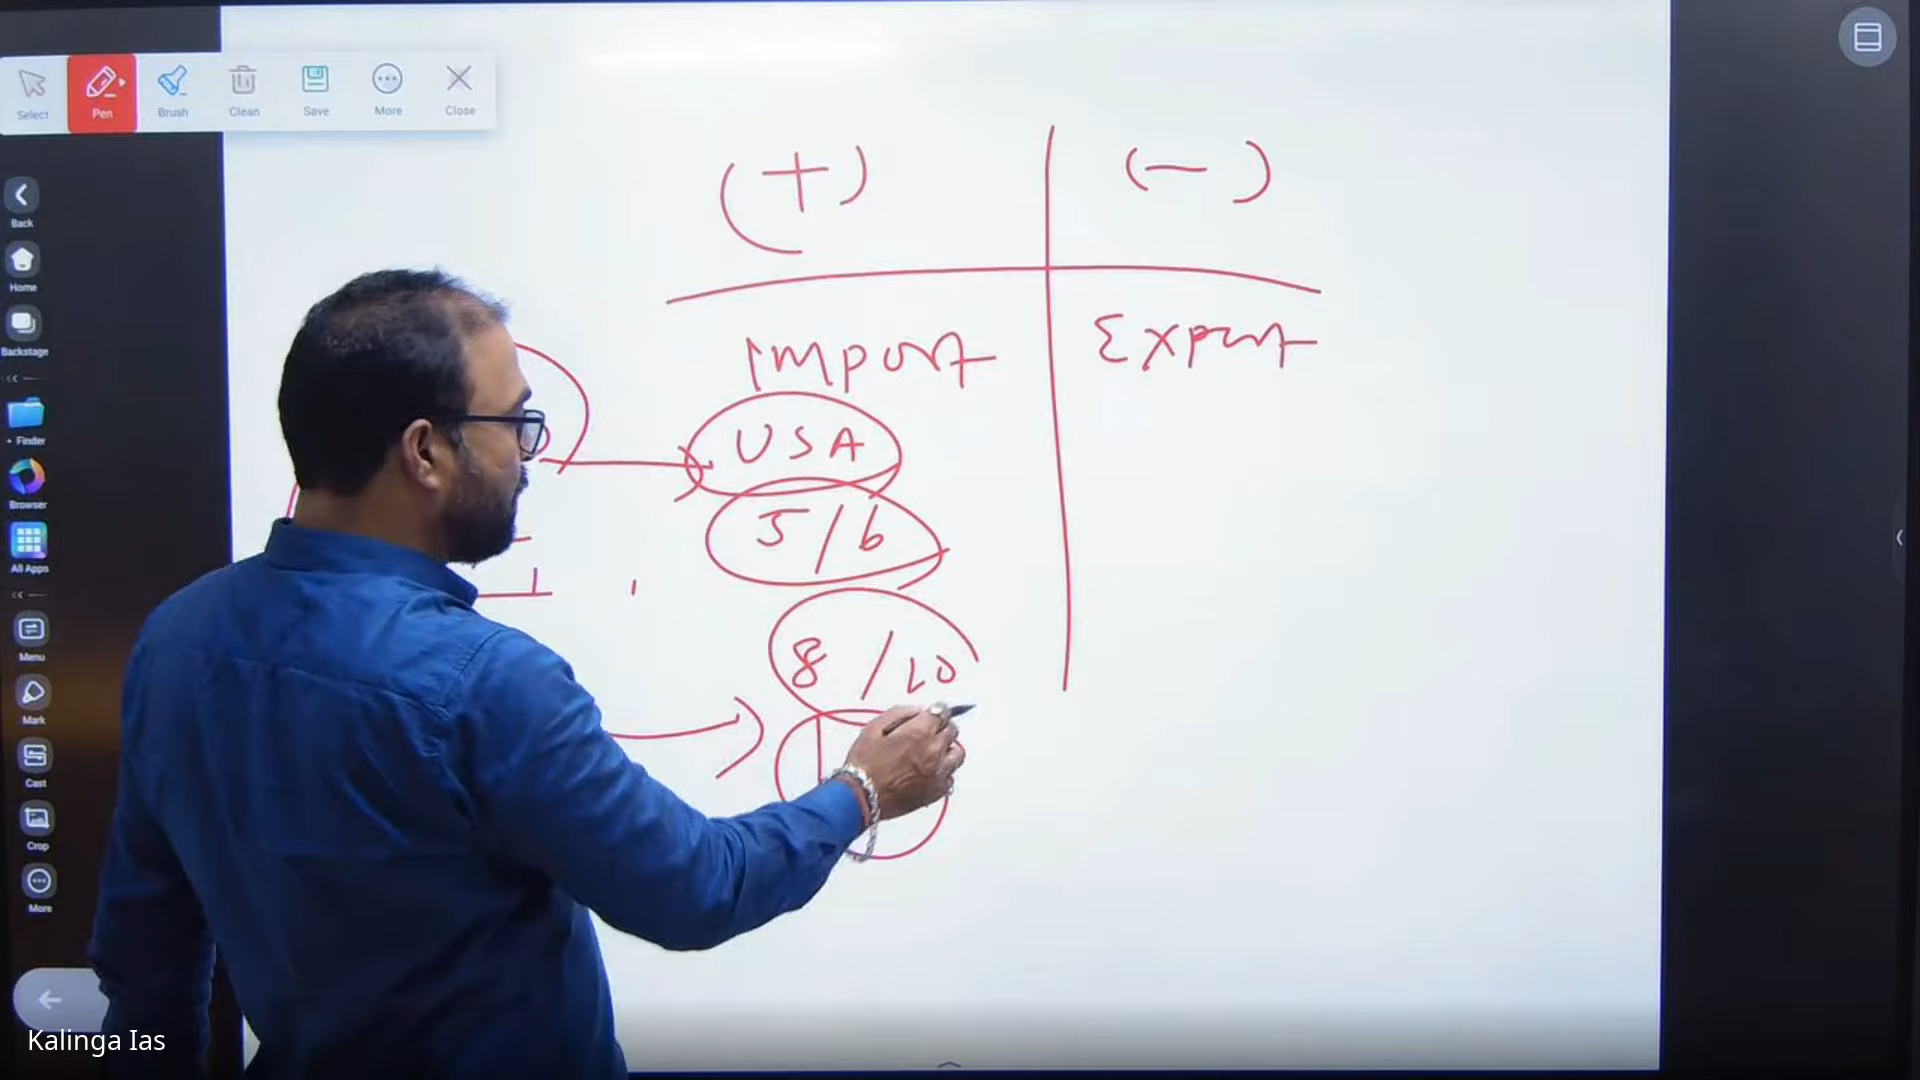 Select Pen Brush Clean Save More Close
Back
Home
Backstage
Finder
Browser
All Apps
Menu
Mark
Cast
Crop
More
(+) (-)
Import Export
USA
5/6
8/10
Kalinga Ias